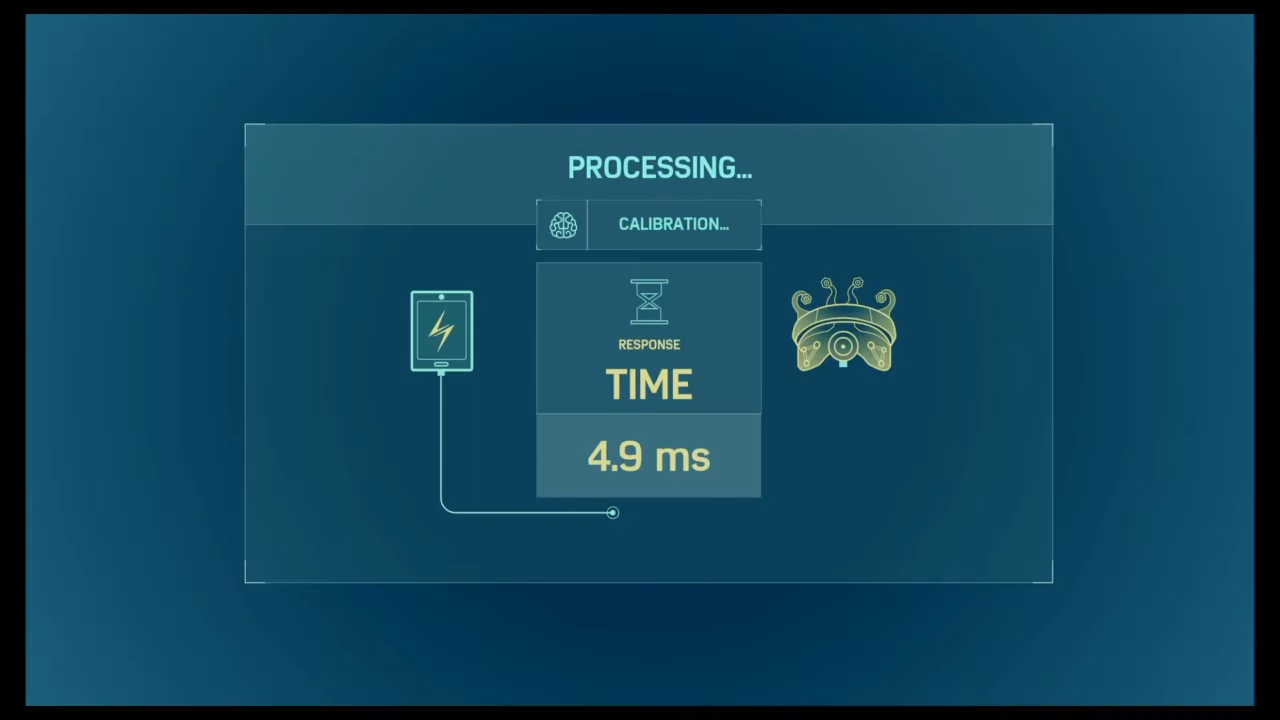 PROCESSING...
CALIBRATION...
RESPONSE
TIME
4.9 ms